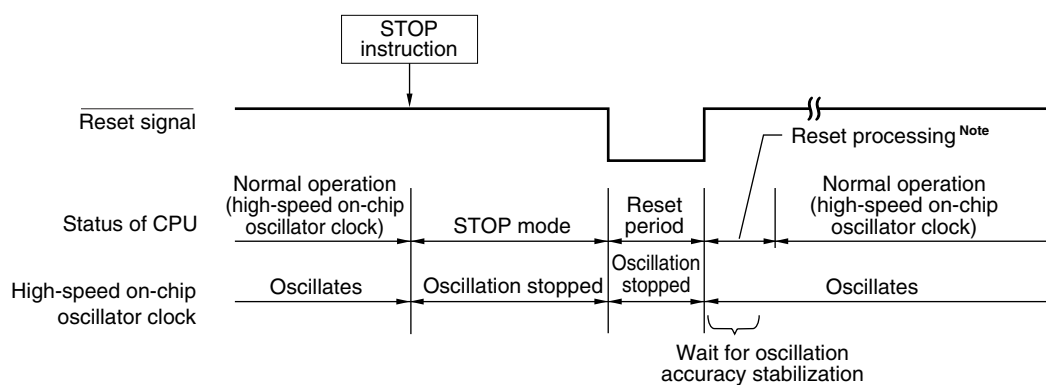 STOP
instruction
Reset signal
Reset processing Note
Status of CPU
Normal operation
(high-speed on-chip
oscillator clock)
STOP mode
Reset
period
Normal operation
(high-speed on-chip
oscillator clock)
High-speed on-chip
oscillator clock
Oscillates
Oscillation stopped
Oscillation
stopped
Oscillates
Wait for oscillation
accuracy stabilization